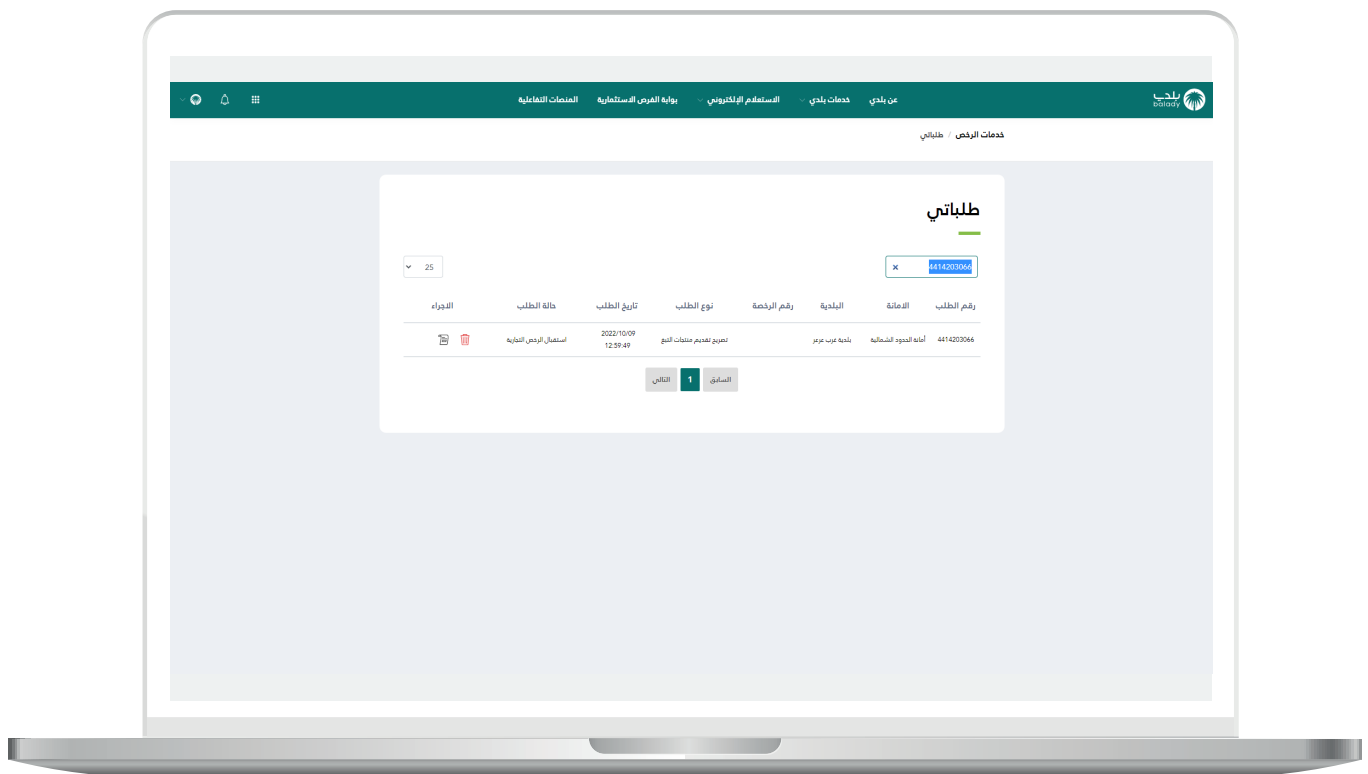 بلدي
balady
عن بلدي
خدمات بلدي
الاستعلام الإلكتروني
بوابة الفرص الاستثمارية
المنصات التفاعلية
خدمات الرخص / طلباتي
طلباتي
4414203066 ×
25
رقم الطلب الامانة البلدية رقم الرخصة نوع الطلب تاريخ الطلب حالة الطلب الاجراء
4414203066 أمانة الحدود الشمالية بلدية غرب عرعر تصريح تقديم منتجات التبغ 2022/10/09 استقبال الرخص التجارية
12:59:49
السابق 1 التالي